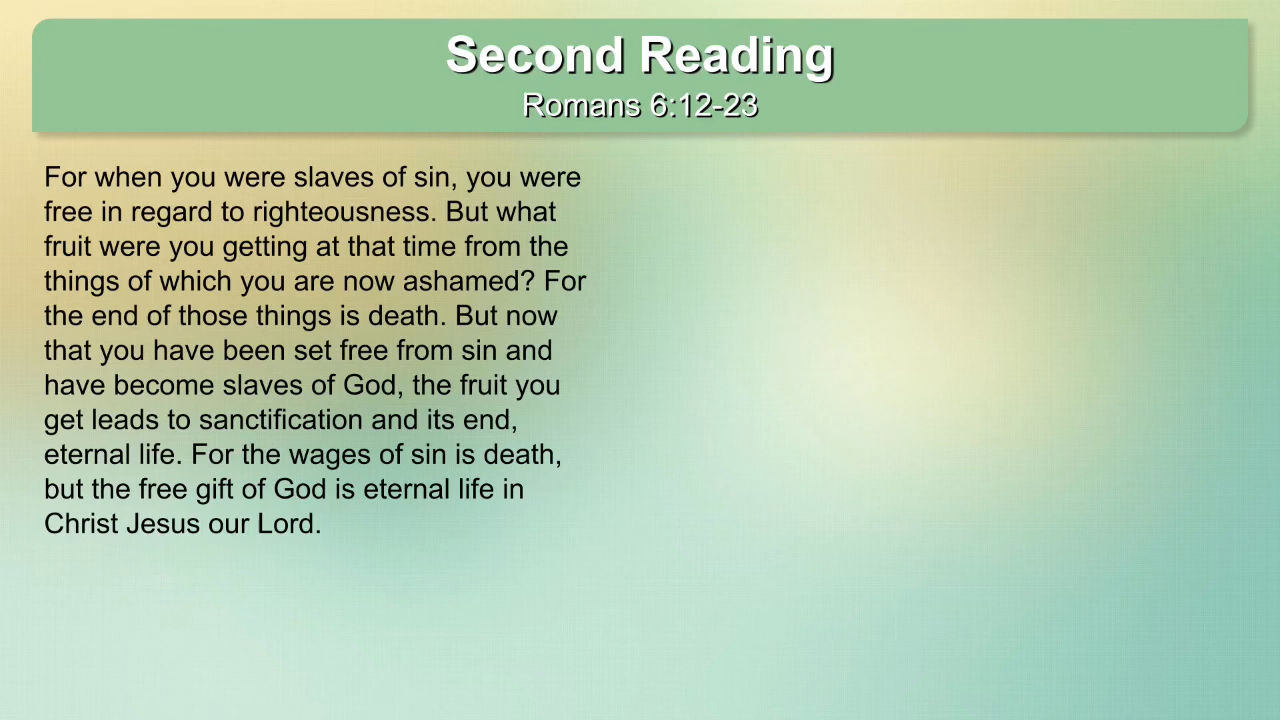 Second Reading
Romans 6:12-23
For when you were slaves of sin, you were
free in regard to righteousness. But what
fruit were you getting at that time from the
things of which you are now ashamed? For
the end of those things is death. But now
that you have been set free from sin and
have become slaves of God, the fruit you
get leads to sanctification and its end,
eternal life. For the wages of sin is death,
but the free gift of God is eternal life in
Christ Jesus our Lord.